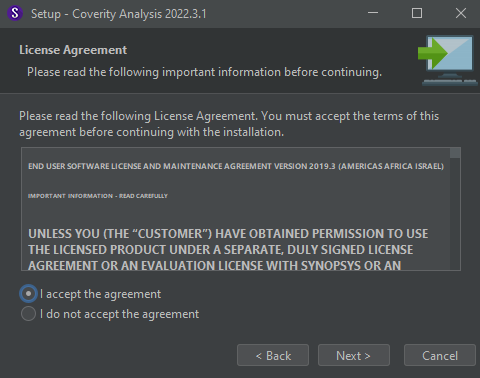 Setup - Coverity Analysis 2022.3.1
License Agreement
Please read the following important information before continuing.
Please read the following License Agreement. You must accept the terms of this
agreement before continuing with the installation.
END USER SOFTWARE LICENSE AND MAINTENANCE AGREEMENT VERSION 2019.3 (AMERICAS AFRICA ISRAEL)
IMPORTANT INFORMATION – READ CAREFULLY
UNLESS YOU (THE “CUSTOMER”) HAVE OBTAINED PERMISSION TO USE
THE LICENSED PRODUCT UNDER A SEPARATE, DULY SIGNED LICENSE
AGREEMENT OR AN EVALUATION LICENSE WITH SYNOPSYS OR AN
I accept the agreement
I do not accept the agreement
< Back
Next >
Cancel